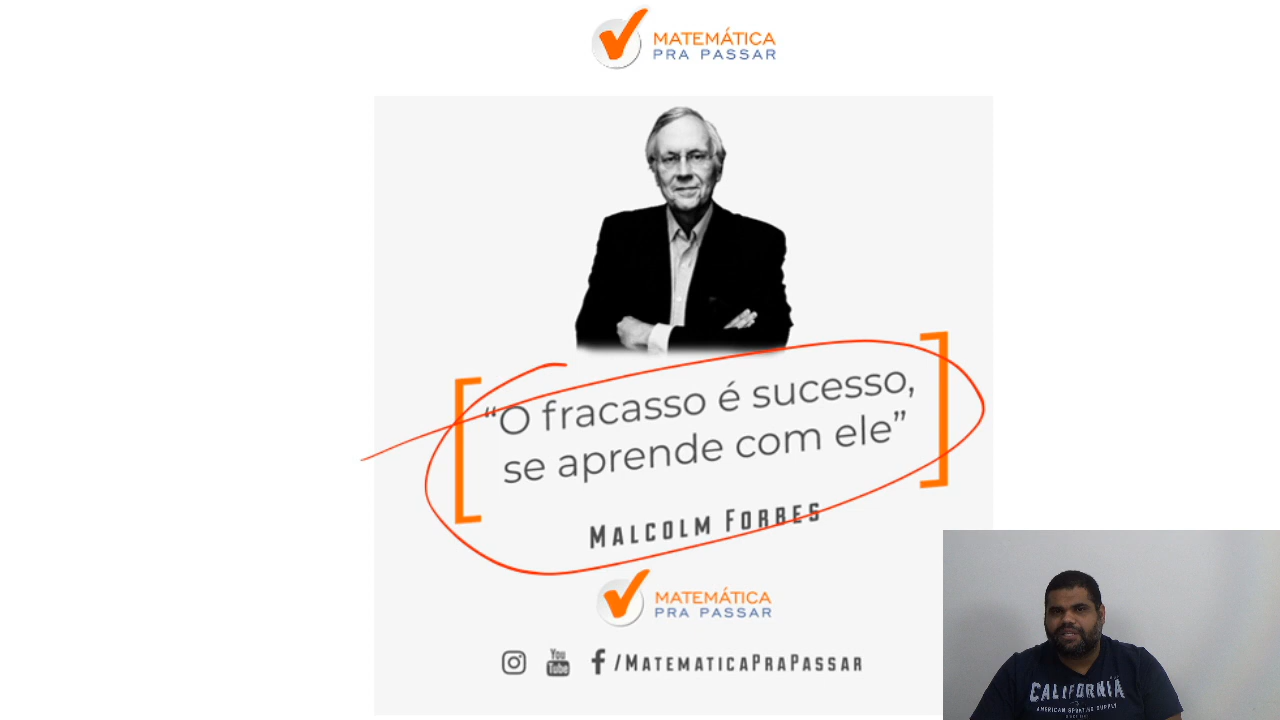 MATEMÁTICA
PRA PASSAR
“O fracasso é sucesso,
se aprende com ele”
MALCOLM FORBES
MATEMÁTICA
PRA PASSAR
You
Tube
/MATEMATICAPRAPASSAR
CALIFORNIA
AMERICAN SPORTING SUPPLY